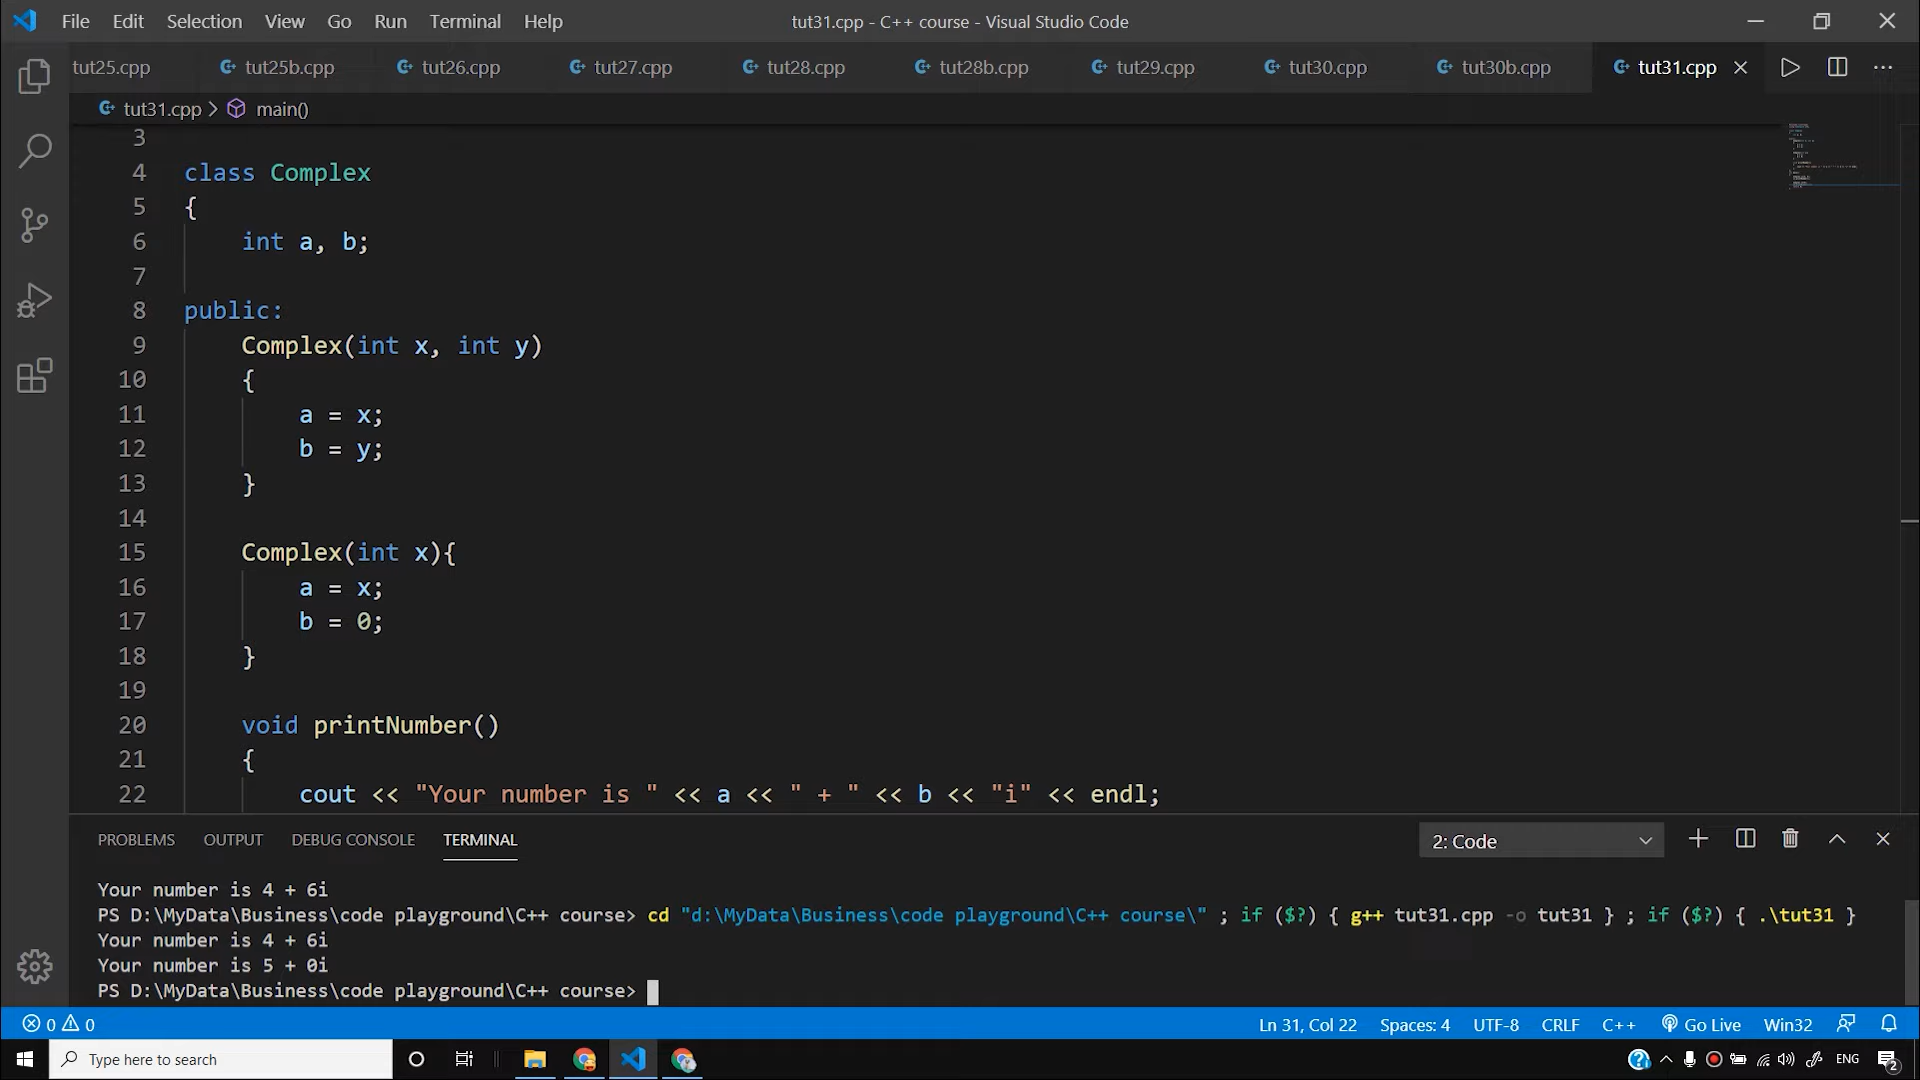 File Edit Selection View Go Run Terminal Help tut31.cpp - C++ course - Visual Studio Code
tut25.cpp tut25b.cpp tut26.cpp tut27.cpp tut28.cpp tut28b.cpp tut29.cpp tut30.cpp tut30b.cpp tut31.cpp
tut31.cpp > main()
3
4 class Complex
5 {
6 int a, b;
7
8 public:
9 Complex(int x, int y)
10 {
11 a = x;
12 b = y;
13 }
14
15 Complex(int x){
16 a = x;
17 b = 0;
18 }
19
20 void printNumber()
21 {
22 cout << "Your number is " << a << " + " << b << "i" << endl;
PROBLEMS OUTPUT DEBUG CONSOLE TERMINAL 2: Code
Your number is 4 + 6i
PS D:\MyData\Business\code playground\C++ course> cd "d:\MyData\Business\code playground\C++ course\" ; if ($?) { g++ tut31.cpp -o tut31 } ; if ($?) { .\tut31 }
Your number is 4 + 6i
Your number is 5 + 0i
PS D:\MyData\Business\code playground\C++ course>
0 0 Ln 31, Col 22 Spaces: 4 UTF-8 CRLF C++ Go Live Win32
Type here to search ENG 2